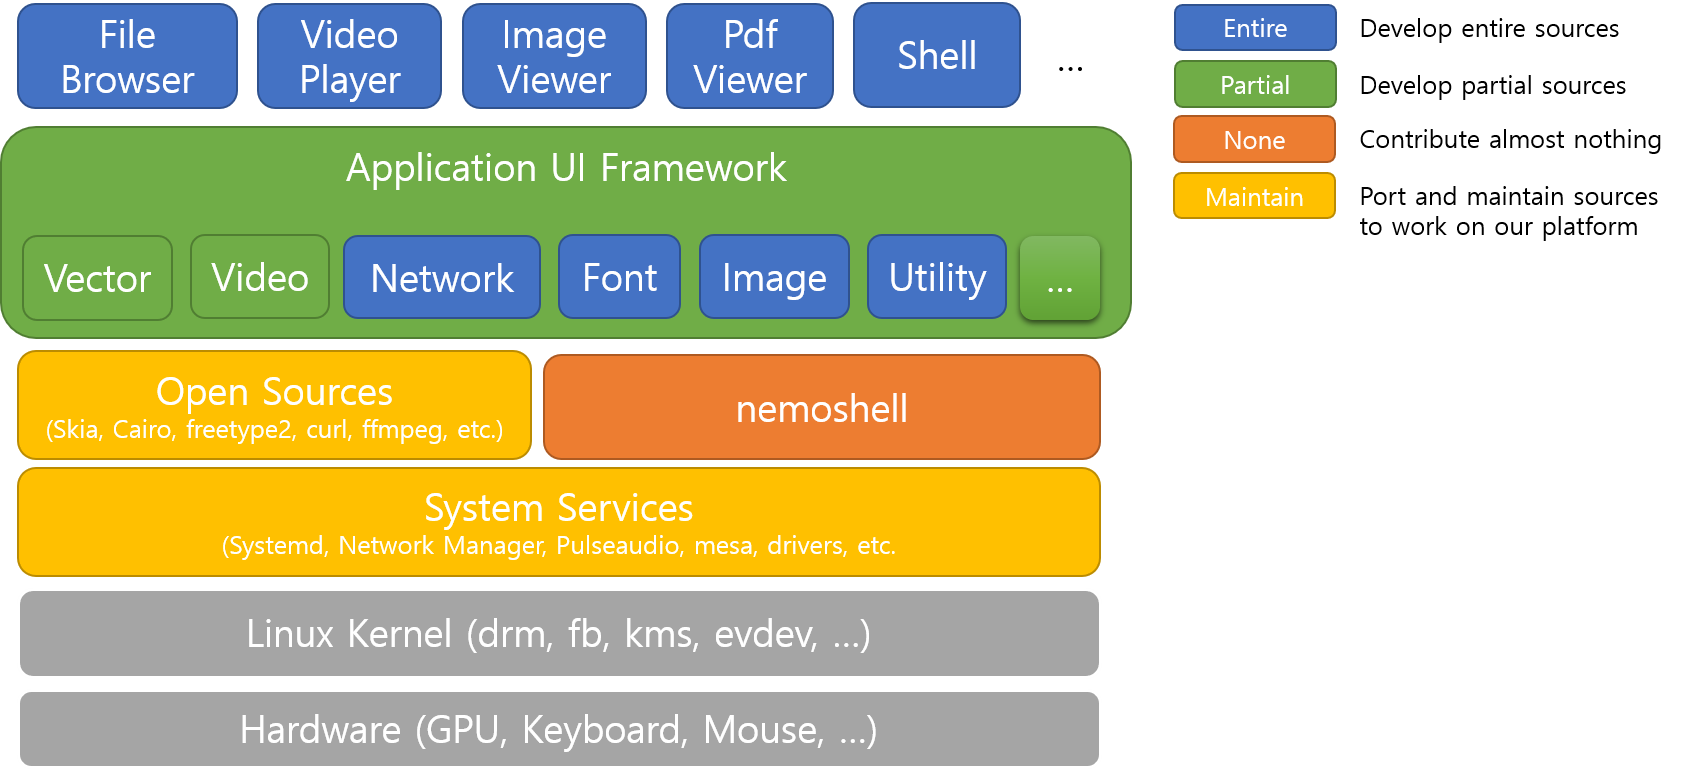 File
Browser
Video
Player
Image
Viewer
Pdf
Viewer
Shell
...
Application UI Framework
Vector
Video
Network
Font
Image
Utility
...
Open Sources
(Skia, Cairo, freetype2, curl, ffmpeg, etc.)
nemoshell
System Services
(Systemd, Network Manager, Pulseaudio, mesa, drivers, etc.
Linux Kernel (drm, fb, kms, evdev, ...)
Hardware (GPU, Keyboard, Mouse, ...)
Entire
Develop entire sources
Partial
Develop partial sources
None
Contribute almost nothing
Maintain
Port and maintain sources
to work on our platform